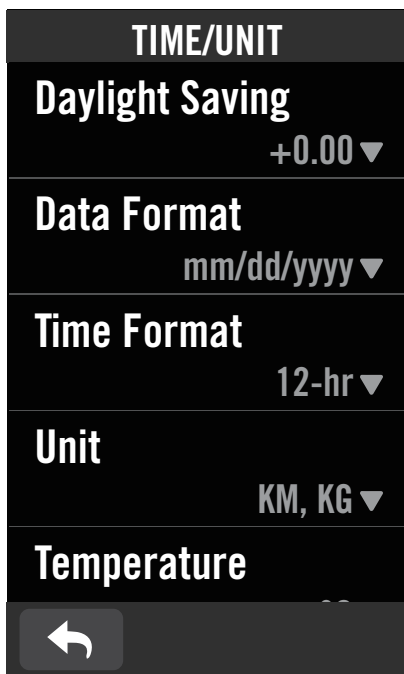 TIME/UNIT
Daylight Saving
+0.00
Data Format
mm/dd/yyyy
Time Format
12-hr
Unit
KM, KG
Temperature